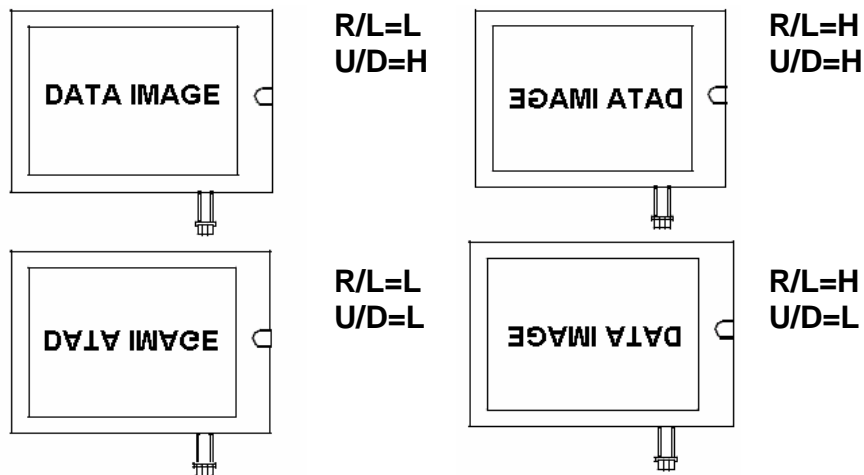 DATA IMAGE
R/L=L
U/D=H
DATA IMAGE
R/L=H
U/D=H
DATA IMAGE
R/L=L
U/D=L
DATA IMAGE
R/L=H
U/D=L